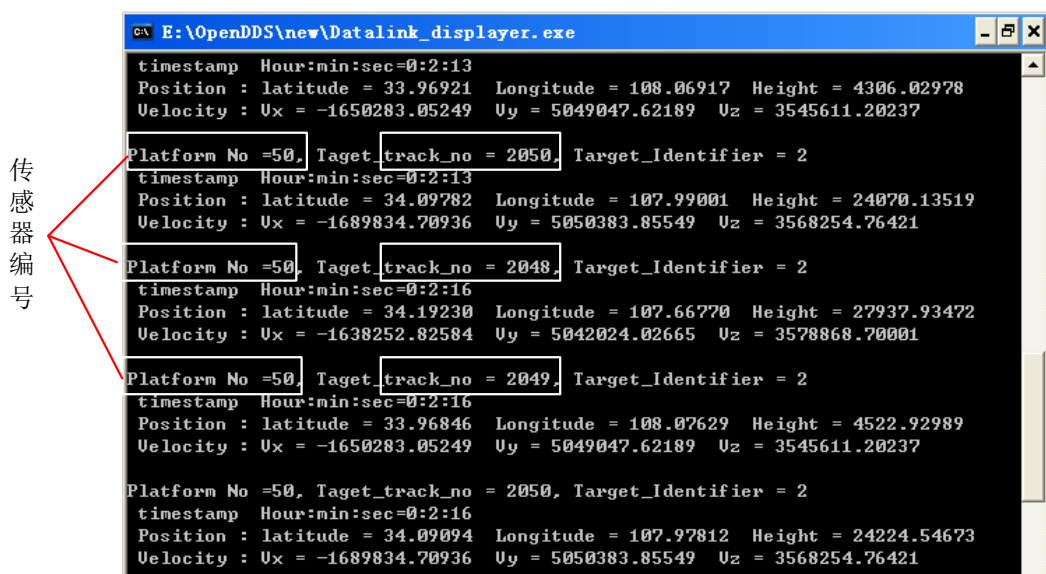 E:\OpenDDS\new\Datalink_displayer.exe
timestamp Hour:min:sec=0:2:13
Position : latitude = 33.96921 Longitude = 108.06917 Height = 4306.02978
Velocity : Vx = -1650283.05249 Vy = 5049047.62189 Vz = 3545611.20237
Platform No =50, Taget_track_no = 2050, Target_Identifier = 2
timestamp Hour:min:sec=0:2:13
Position : latitude = 34.09782 Longitude = 107.99001 Height = 24070.13519
Velocity : Vx = -1689834.70936 Vy = 5050383.85549 Vz = 3568254.76421
Platform No =50, Taget_track_no = 2048, Target_Identifier = 2
timestamp Hour:min:sec=0:2:16
Position : latitude = 34.19230 Longitude = 107.66770 Height = 27937.93472
Velocity : Vx = -1638252.82584 Vy = 5042024.02665 Vz = 3578868.70001
Platform No =50, Taget_track_no = 2049, Target_Identifier = 2
timestamp Hour:min:sec=0:2:16
Position : latitude = 33.96846 Longitude = 108.07629 Height = 4522.92989
Velocity : Vx = -1650283.05249 Vy = 5049047.62189 Vz = 3545611.20237
Platform No =50, Taget_track_no = 2050, Target_Identifier = 2
timestamp Hour:min:sec=0:2:16
Position : latitude = 34.09094 Longitude = 107.97812 Height = 24224.54673
Velocity : Vx = -1689834.70936 Vy = 5050383.85549 Vz = 3568254.76421
传感器编号